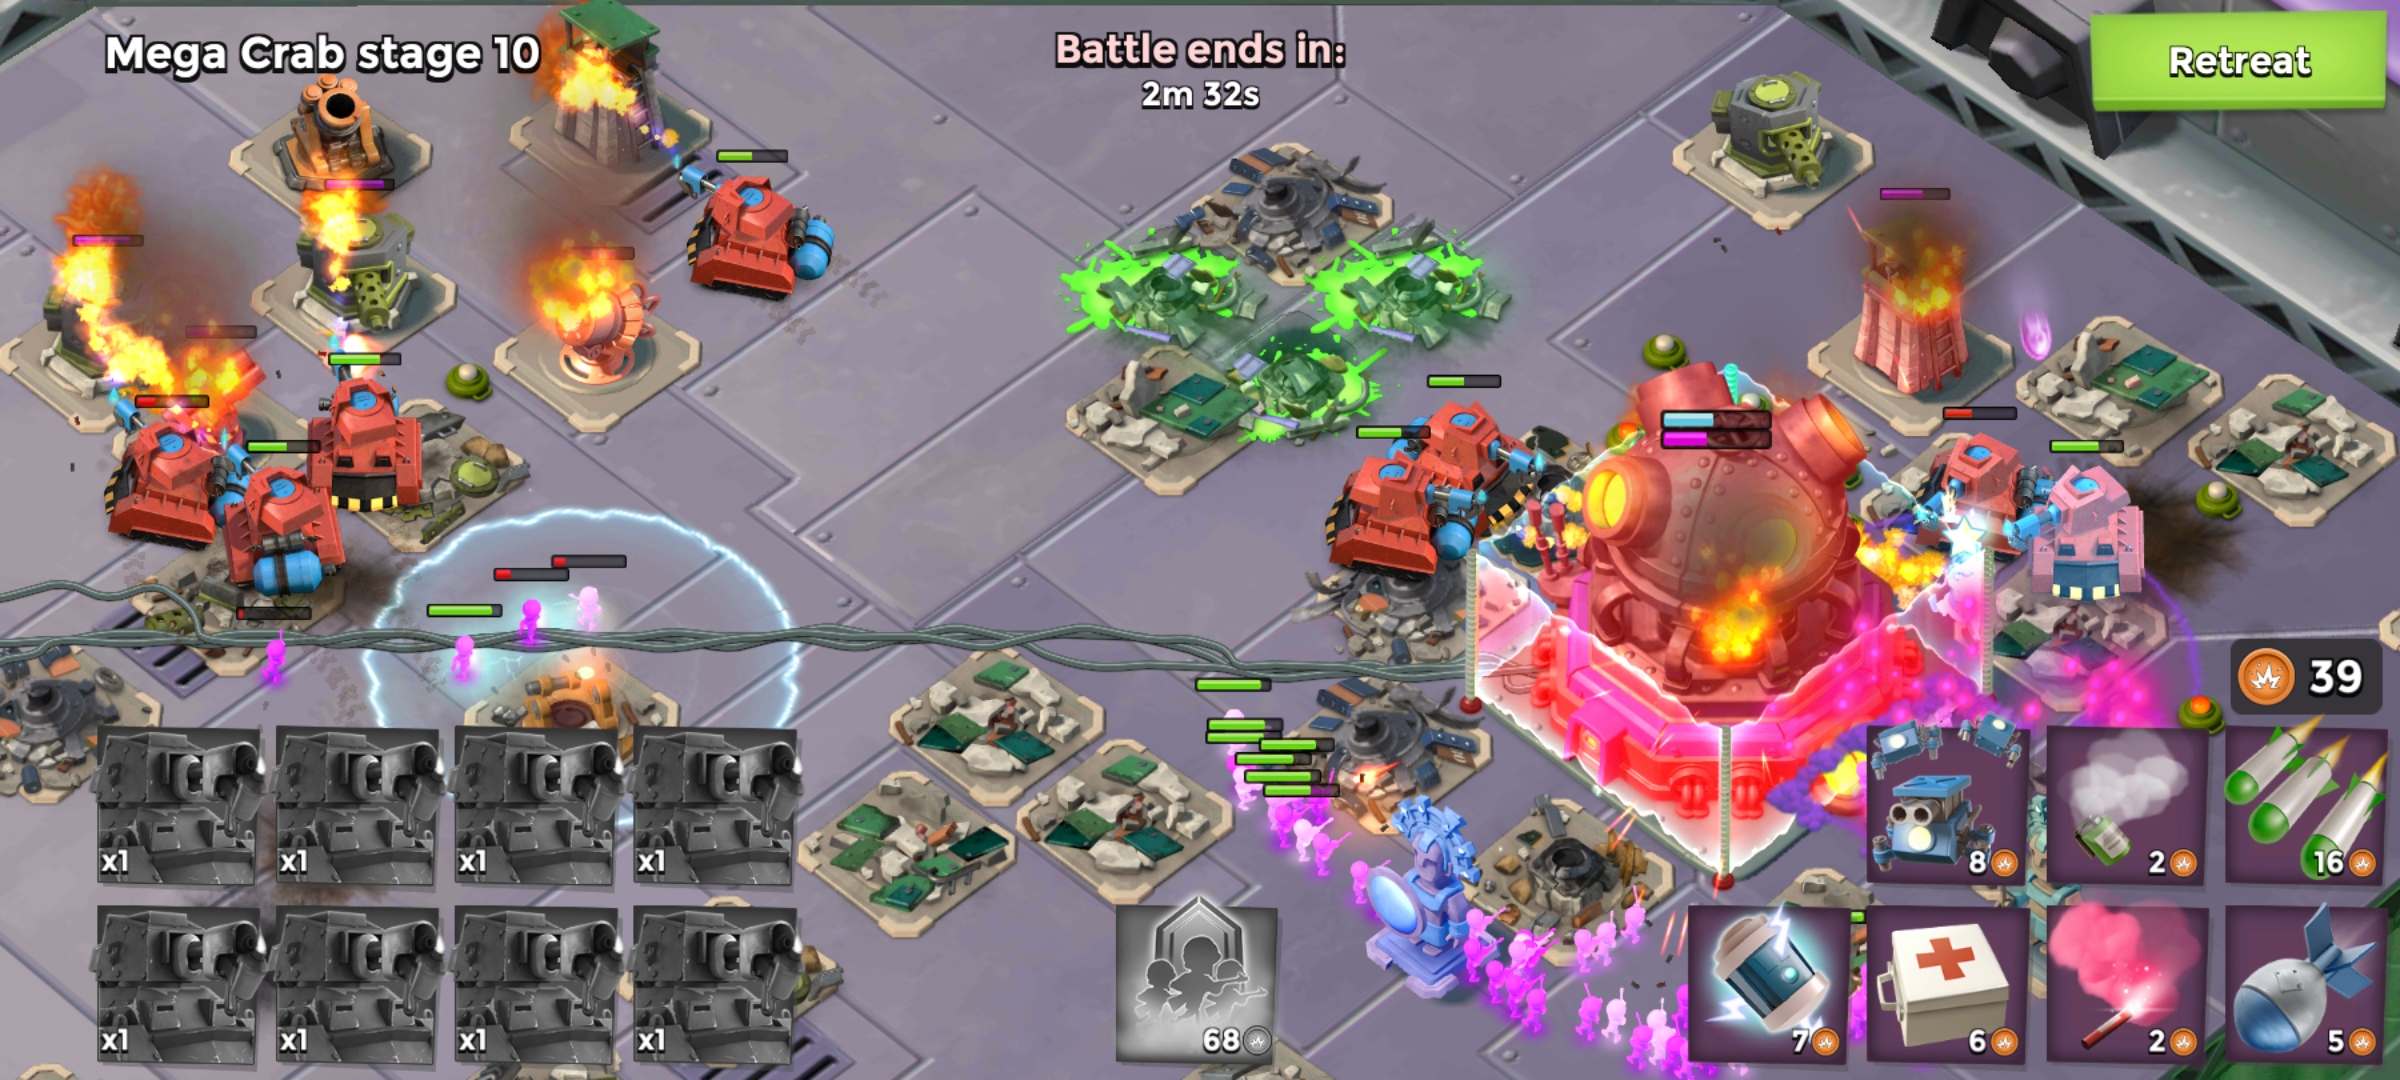 Mega Crab stage 10
Battle ends in:
2m 32s
Retreat
39
x1
x1
x1
x1
8
2
16
x1
x1
x1
x1
68
7
6
2
5